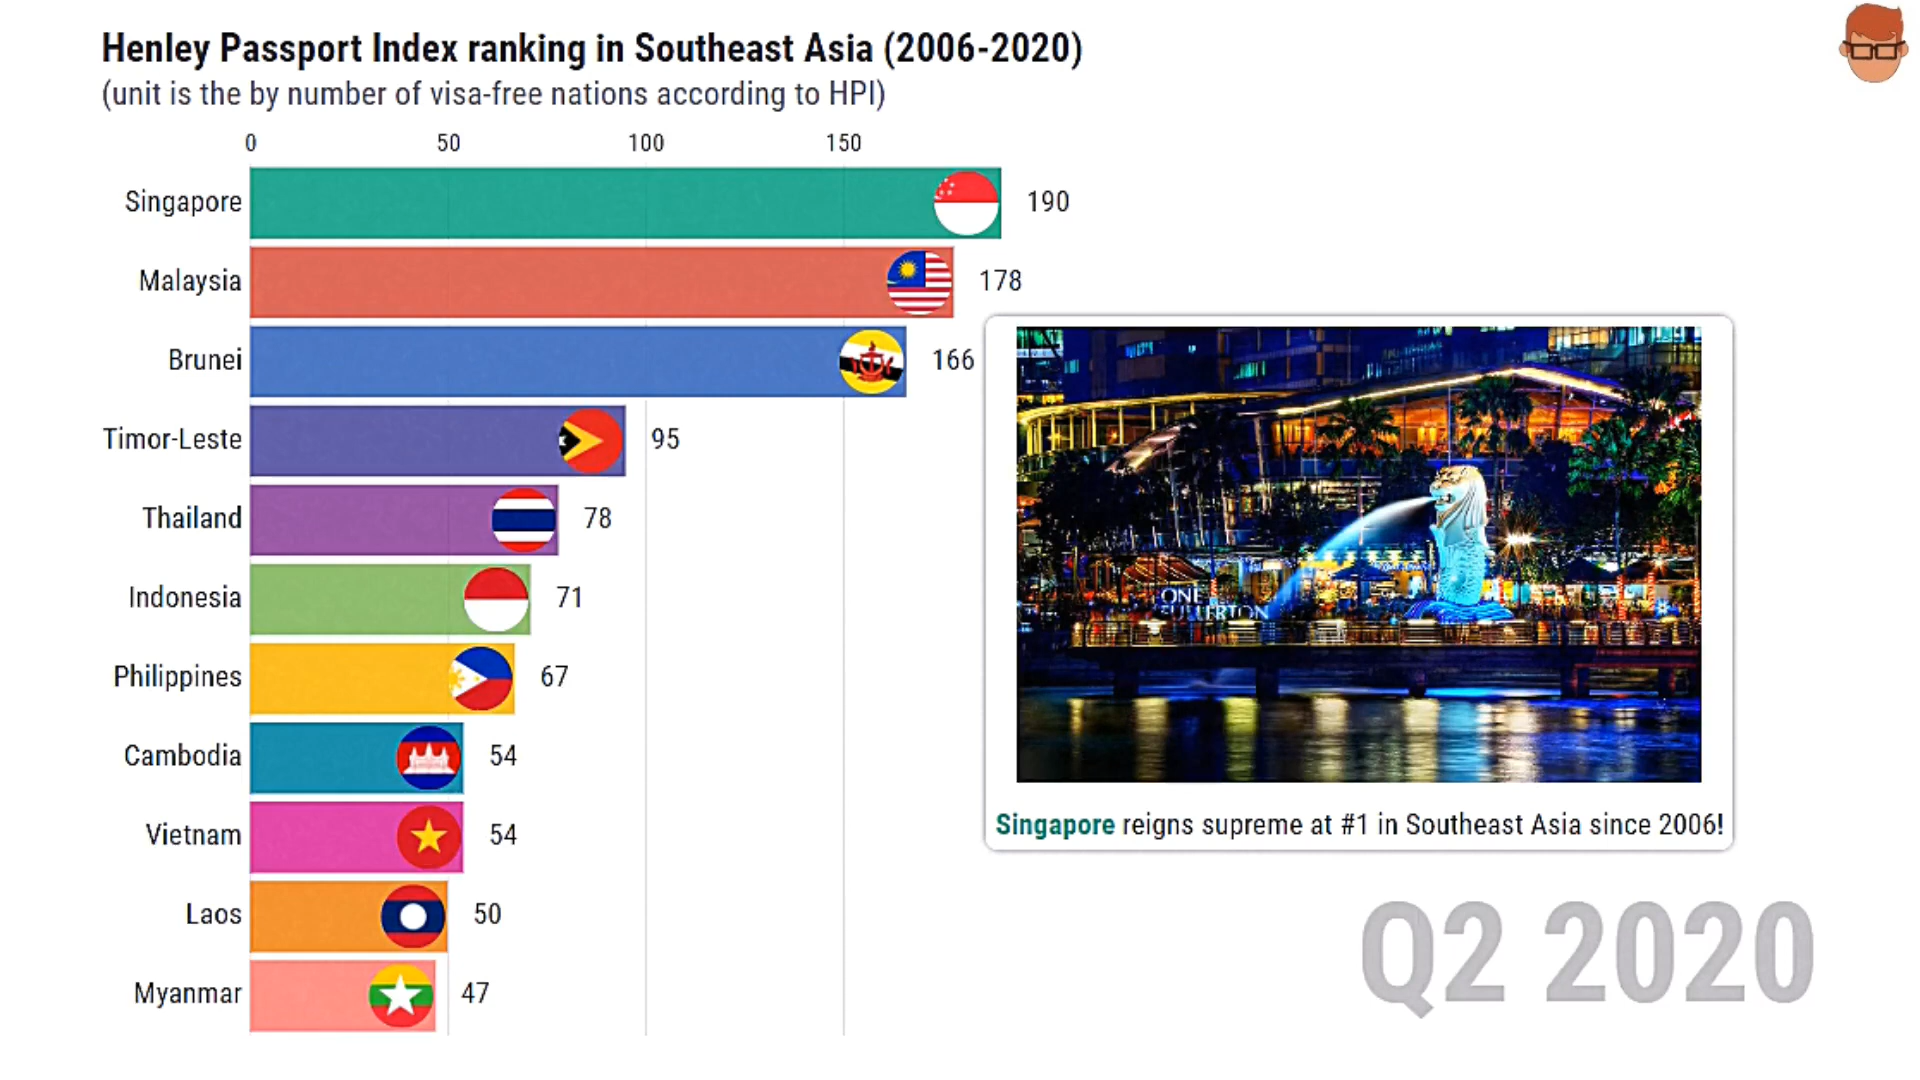 Henley Passport Index ranking in Southeast Asia (2006-2020)
(unit is the by number of visa-free nations according to HPI)
0 50 100 150
Singapore 190
Malaysia 178
Brunei 166
Timor-Leste 95
Thailand 78
Indonesia 71
Philippines 67
Cambodia 54
Vietnam 54
Laos 50
Myanmar 47
ONE
FULLERTON
Singapore reigns supreme at #1 in Southeast Asia since 2006!
Q2 2020